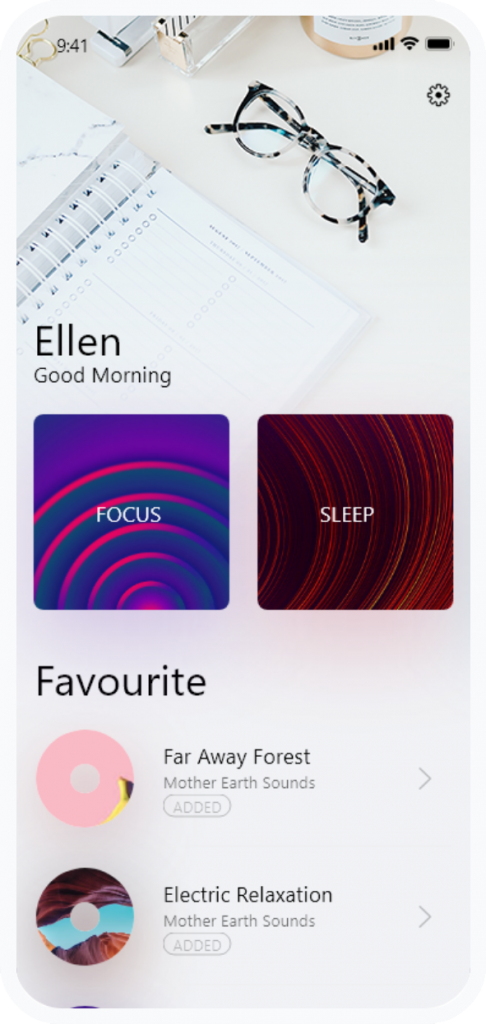 9:41
Ellen
Good Morning
FOCUS
SLEEP
Favourite
Far Away Forest
Mother Earth Sounds
ADDED
Electric Relaxation
Mother Earth Sounds
ADDED